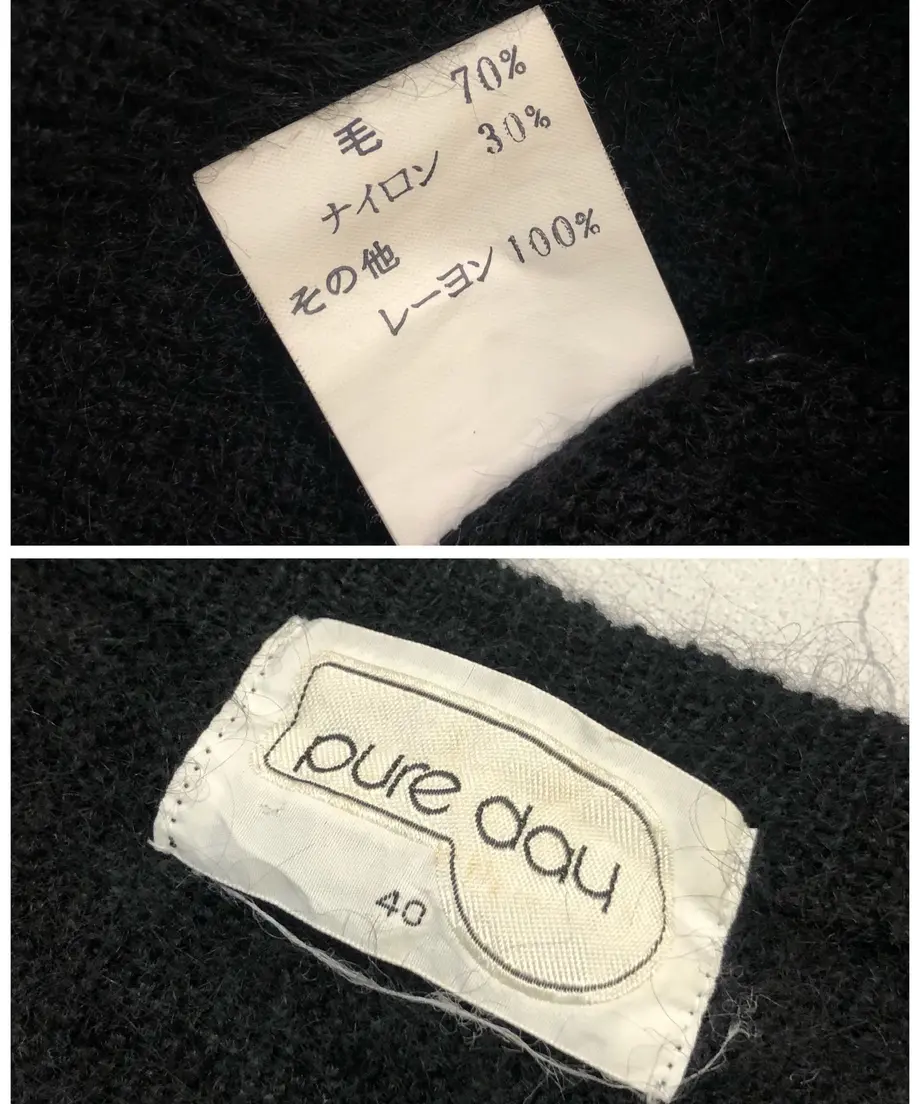 毛 70%
ナイロン 30%
その他
レーヨン 100%
pure day
40